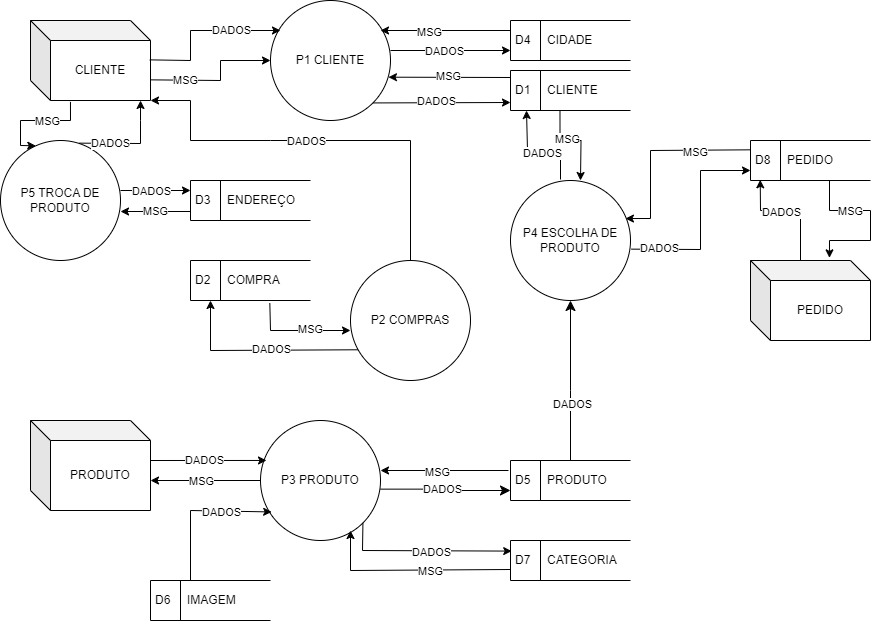 DADOS
MSG
D4
CIDADE
P1 CLIENTE
DADOS
CLIENTE
MSG
MSG
D1
CLIENTE
DADOS
MSG
DADOS
DADOS
MSG
DADOS
MSG
D8
PEDIDO
P5 TROCA DE
PRODUTO
DADOS
D3
ENDEREÇO
MSG
DADOS
MSG
P4 ESCOLHA DE
PRODUTO
DADOS
D2
COMPRA
MSG
P2 COMPRAS
PEDIDO
DADOS
DADOS
DADOS
MSG
PRODUTO
P3 PRODUTO
D5
PRODUTO
MSG
DADOS
DADOS
DADOS
D7
CATEGORIA
MSG
D6
IMAGEM